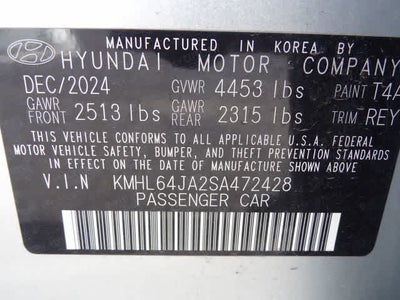 MANUFACTURED IN KOREA BY
HYUNDAI MOTOR COMPANY
DEC/2024 GVWR 4453 lbs PAINT T4A
GAWR FRONT 2513 lbs GAWR REAR 2315 lbs TRIM REY
THIS VEHICLE CONFORMS TO ALL APPLICABLE U.S.A. FEDERAL
MOTOR VEHICLE SAFETY, BUMPER, AND THEFT PREVENTION STANDARDS
IN EFFECT ON THE DATE OF MANUFACTURE SHOWN ABOVE.
V.I.N KMHL64JA2SA472428
PASSENGER CAR